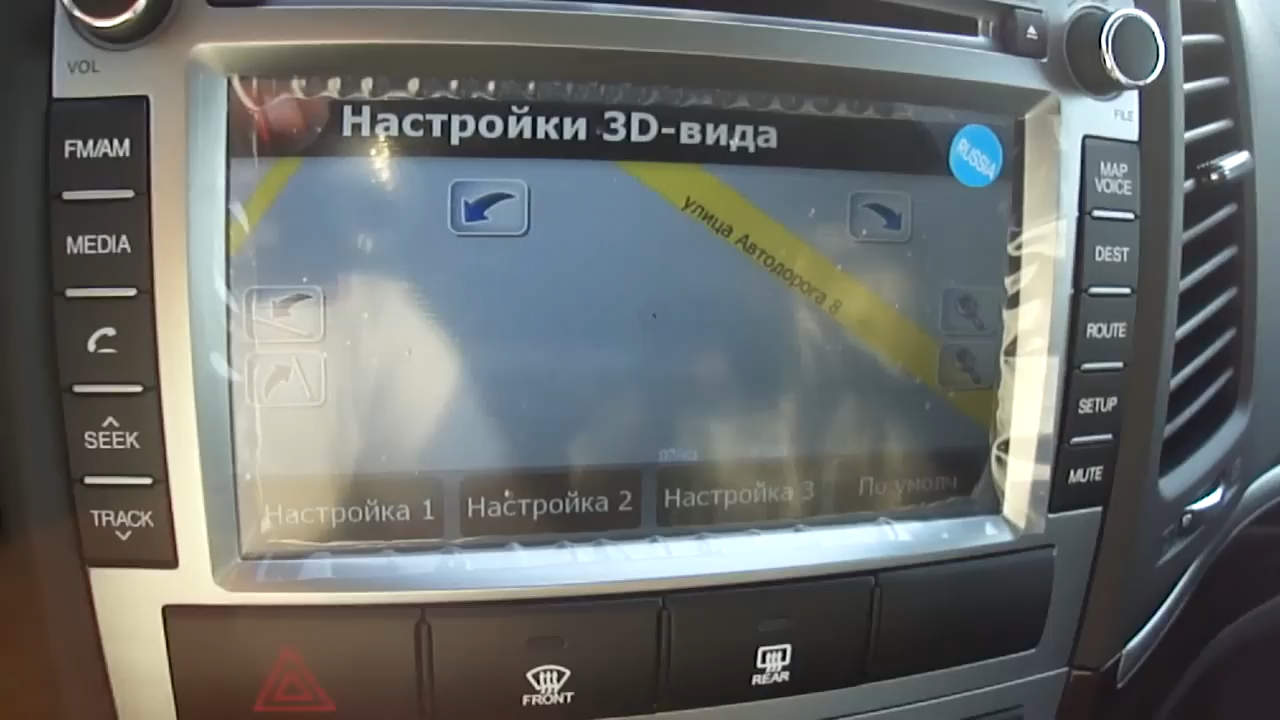 VOL
FILE
FM/AM
MEDIA
SEEK
TRACK
Настройки 3D-вида
RUSSIA
улица Автодорога 8
Настройка 1
Настройка 2
Настройка 3
По умолч
MAP
VOICE
DEST
ROUTE
SETUP
MUTE
FRONT
REAR